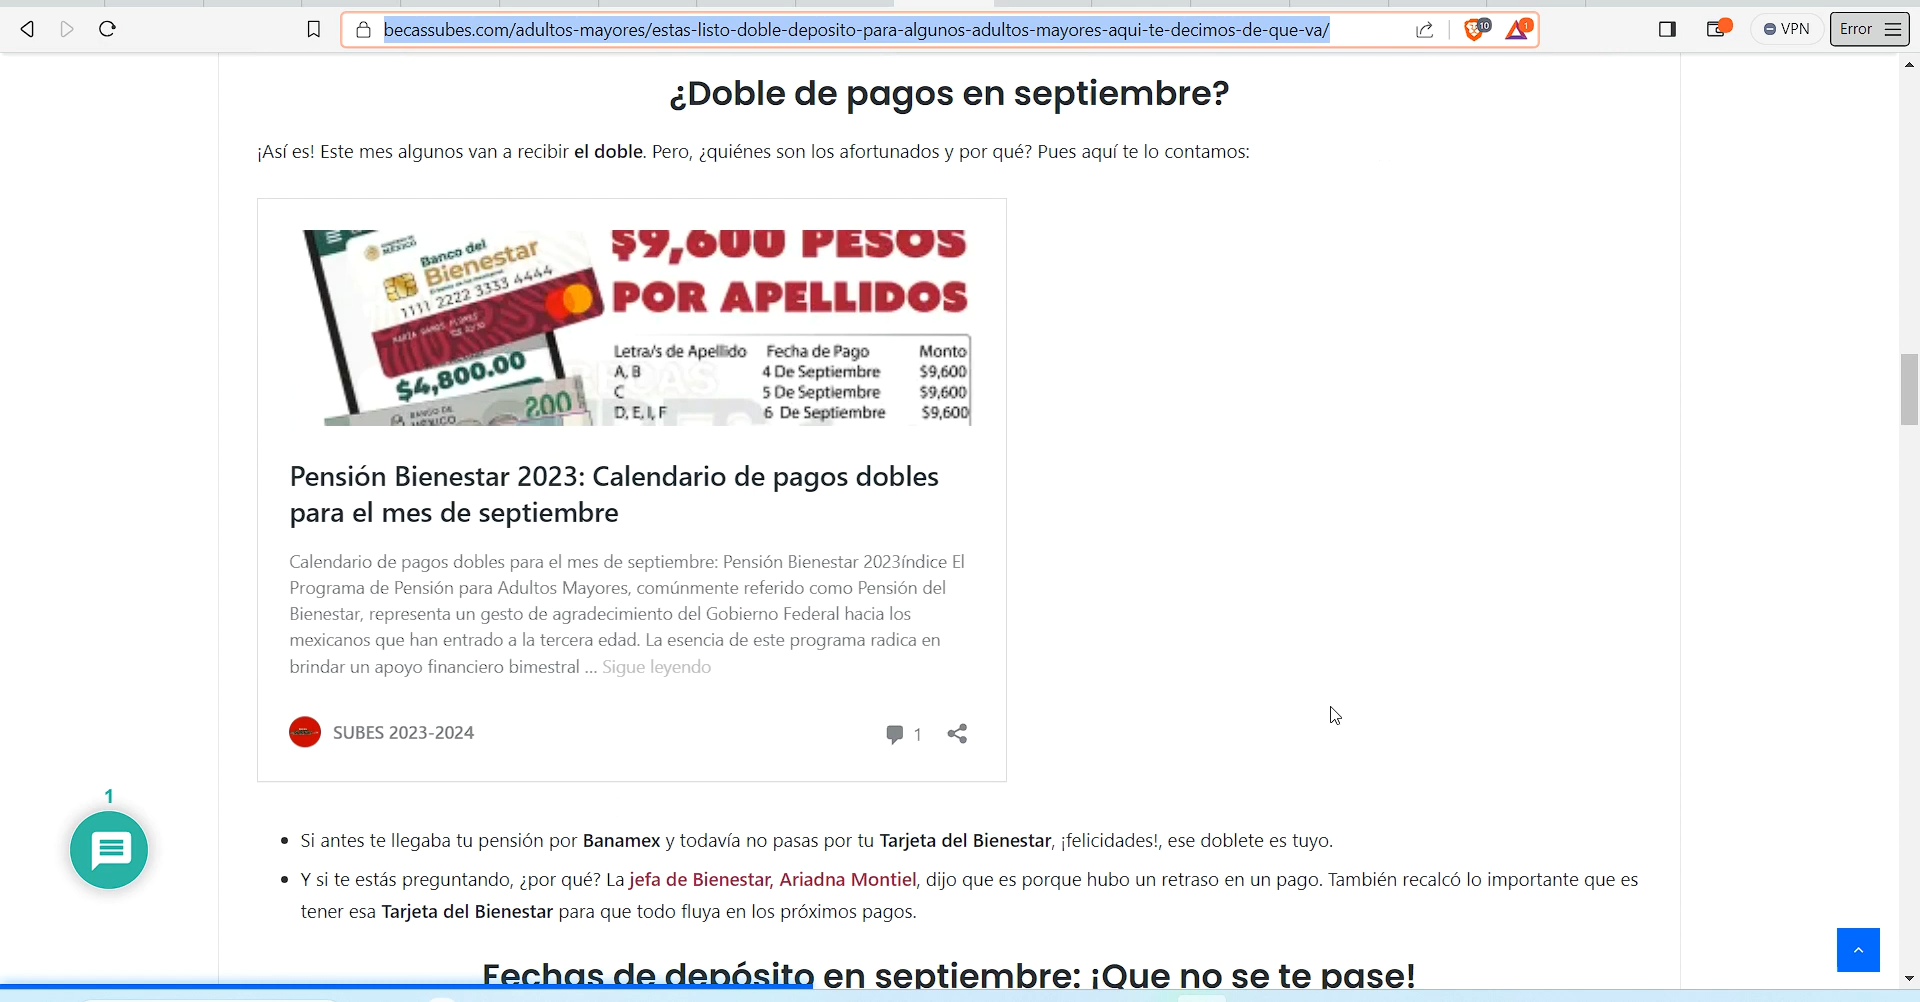 becassubes.com/adultos-mayores/estas-listo-doble-deposito-para-algunos-adultos-mayores-aqui-te-decimos-de-que-va/
10
1
VPN
Error
¿Doble de pagos en septiembre?
¡Así es! Este mes algunos van a recibir el doble. Pero, ¿quiénes son los afortunados y por qué? Pues aquí te lo contamos:
MÉXICO
Banco del
Bienestar
1111 2222 3333 4444
$4,800.00
BANCO DE
MÉXICO
200
$9,600 PESOS
POR APELLIDOS
Letra/s de Apellido Fecha de Pago Monto
A, B 4 De Septiembre $9,600
C 5 De Septiembre $9,600
D, E, I, F 6 De Septiembre $9,600
Pensión Bienestar 2023: Calendario de pagos dobles
para el mes de septiembre
Calendario de pagos dobles para el mes de septiembre: Pensión Bienestar 2023índice El
Programa de Pensión para Adultos Mayores, comúnmente referido como Pensión del
Bienestar, representa un gesto de agradecimiento del Gobierno Federal hacia los
mexicanos que han entrado a la tercera edad. La esencia de este programa radica en
brindar un apoyo financiero bimestral ... Sigue leyendo
SUBES 2023-2024
1
1
• Si antes te llegaba tu pensión por Banamex y todavía no pasas por tu Tarjeta del Bienestar, ¡felicidades!, ese doblete es tuyo.
• Y si te estás preguntando, ¿por qué? La jefa de Bienestar, Ariadna Montiel, dijo que es porque hubo un retraso en un pago. También recalcó lo importante que es
tener esa Tarjeta del Bienestar para que todo fluya en los próximos pagos.
Fechas de depósito en septiembre: ¡Que no se te pase!